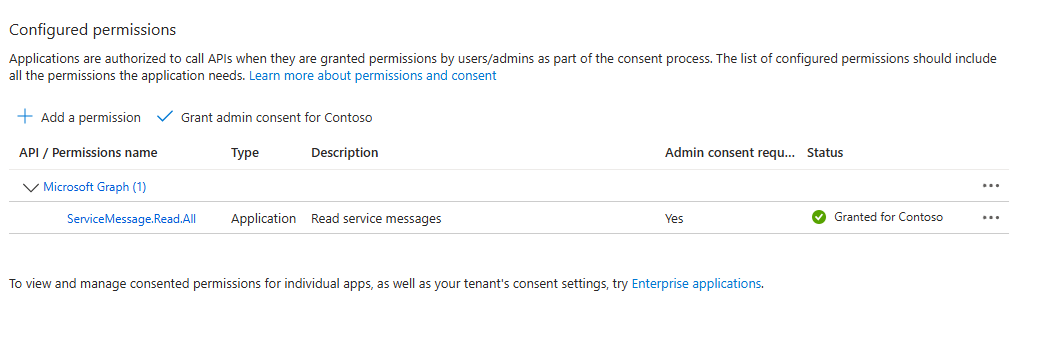 Configured permissions
Applications are authorized to call APIs when they are granted permissions by users/admins as part of the consent process. The list of configured permissions should include
all the permissions the application needs. Learn more about permissions and consent
Add a permission Grant admin consent for Contoso
API / Permissions name Type Description Admin consent requ... Status
Microsoft Graph (1) ...
ServiceMessage.Read.All Application Read service messages Yes Granted for Contoso ...
To view and manage consented permissions for individual apps, as well as your tenant's consent settings, try Enterprise applications.